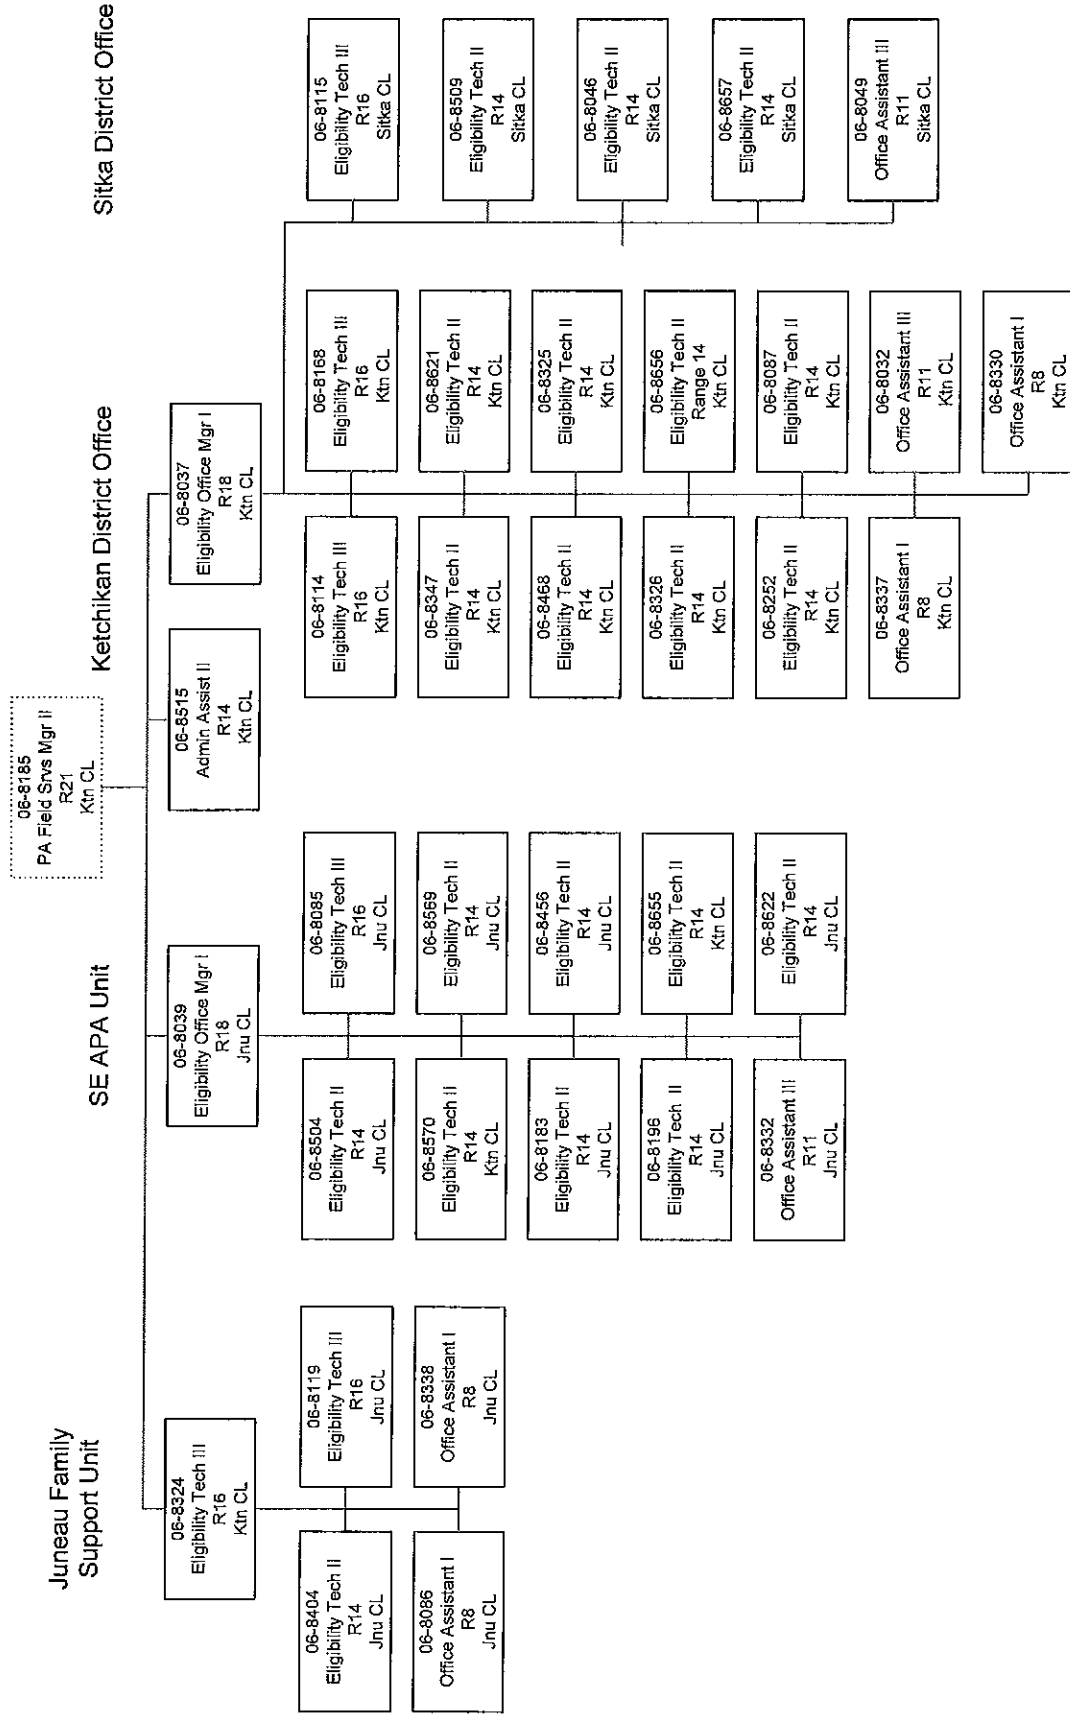 06-8185
PA Field Srvs Mgr II
R21
Ktn CL
Juneau Family
Support Unit
06-8324
Eligibility Tech III
R16
Ktn CL
06-8404
Eligibility Tech II
R14
Jnu CL
06-8119
Eligibility Tech III
R16
Jnu CL
06-8086
Office Assistant I
R8
Jnu CL
06-8338
Office Assistant I
R8
Jnu CL
SE APA Unit
06-8039
Eligibility Office Mgr I
R18
Jnu CL
06-8504
Eligibility Tech II
R14
Jnu CL
06-8085
Eligibility Tech III
R16
Jnu CL
06-8570
Eligibility Tech II
R14
Ktn CL
06-8569
Eligibility Tech II
R14
Jnu CL
06-8183
Eligibility Tech II
R14
Jnu CL
06-8456
Eligibility Tech II
R14
Jnu CL
06-8196
Eligibility Tech II
R14
Jnu CL
06-8655
Eligibility Tech II
R14
Ktn CL
06-8332
Office Assistant III
R11
Jnu CL
06-8622
Eligibility Tech II
R14
Jnu CL
06-8515
Admin Assist II
R14
Ktn CL
Ketchikan District Office
06-8037
Eligibility Office Mgr I
R18
Ktn CL
06-8114
Eligibility Tech III
R16
Ktn CL
06-8168
Eligibility Tech III
R16
Ktn CL
06-8347
Eligibility Tech II
R14
Ktn CL
06-8621
Eligibility Tech II
R14
Ktn CL
06-8468
Eligibility Tech II
R14
Ktn CL
06-8325
Eligibility Tech II
R14
Ktn CL
06-8326
Eligibility Tech II
R14
Ktn CL
06-8656
Eligibility Tech II
Range 14
Ktn CL
06-8252
Eligibility Tech II
R14
Ktn CL
06-8087
Eligibility Tech II
R14
Ktn CL
06-8337
Office Assistant I
R8
Ktn CL
06-8032
Office Assistant III
R11
Ktn CL
06-8330
Office Assistant I
R8
Ktn CL
Sitka District Office
06-8115
Eligibility Tech III
R16
Sitka CL
06-8509
Eligibility Tech II
R14
Sitka CL
06-8046
Eligibility Tech II
R14
Sitka CL
06-8657
Eligibility Tech II
R14
Sitka CL
06-8049
Office Assistant III
R11
Sitka CL